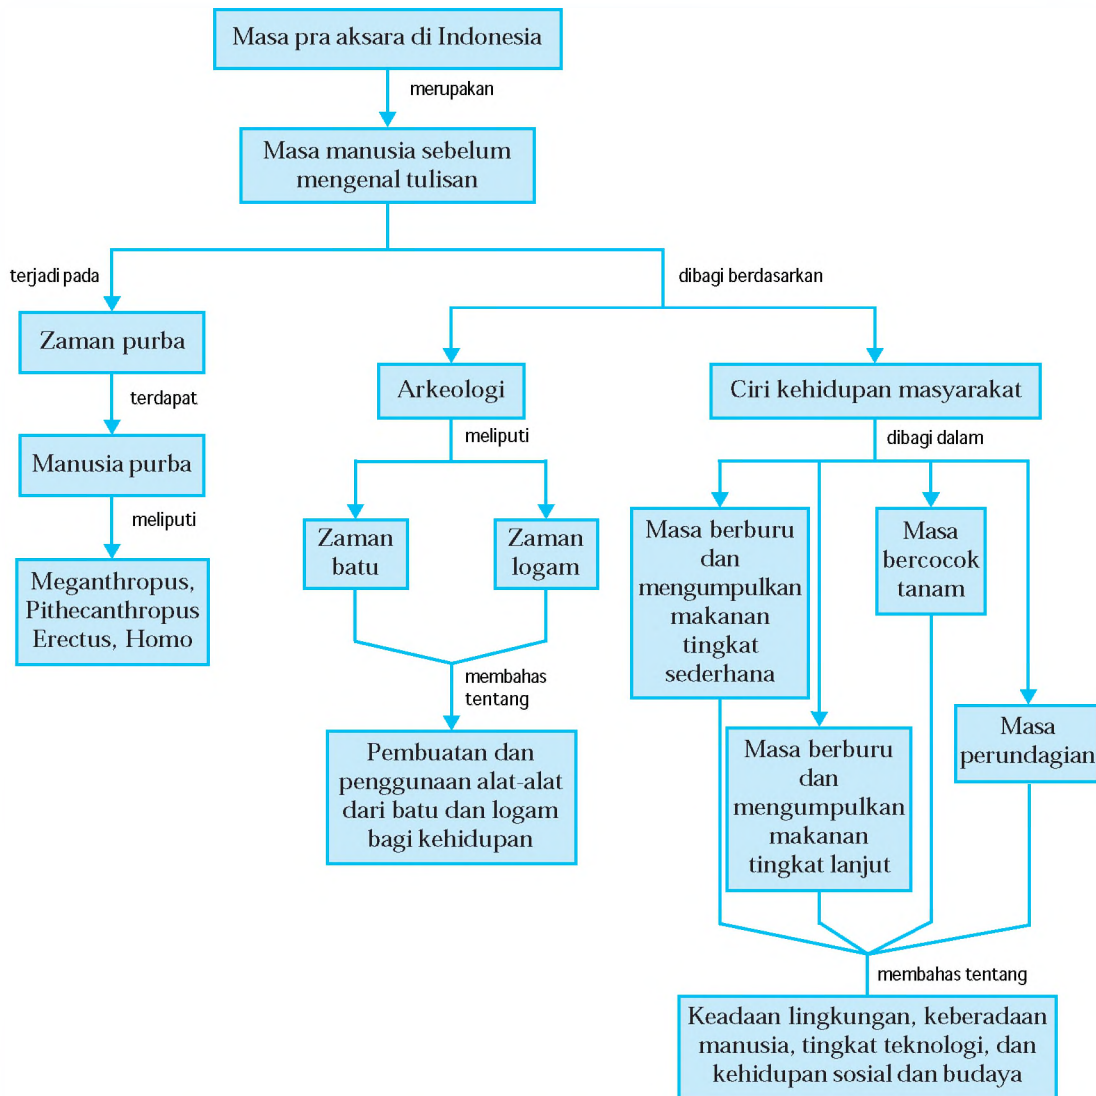 Masa pra aksara di Indonesia
merupakan
Masa manusia sebelum
mengenal tulisan
terjadi pada
dibagi berdasarkan
Zaman purba
terdapat
Manusia purba
meliputi
Meganthropus,
Pithecanthropus
Erectus, Homo
Arkeologi
meliputi
Zaman
batu
Zaman
logam
membahas
tentang
Pembuatan dan
penggunaan alat-alat
dari batu dan logam
bagi kehidupan
Ciri kehidupan masyarakat
dibagi dalam
Masa berburu
dan
mengumpulkan
makanan
tingkat
sederhana
Masa berburu
dan
mengumpulkan
makanan
tingkat lanjut
Masa
bercocok
tanam
Masa
perundagian
membahas tentang
Keadaan lingkungan, keberadaan
manusia, tingkat teknologi, dan
kehidupan sosial dan budaya